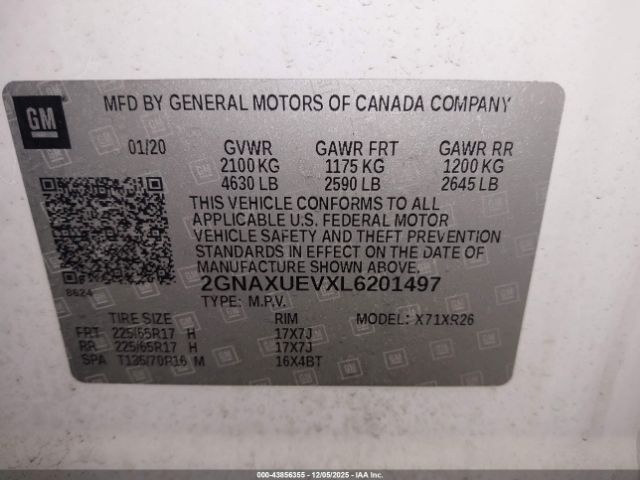 GM
MFD BY GENERAL MOTORS OF CANADA COMPANY
01/20 GVWR GAWR FRT GAWR RR
2100 KG 1175 KG 1200 KG
4630 LB 2590 LB 2645 LB
THIS VEHICLE CONFORMS TO ALL
APPLICABLE U.S. FEDERAL MOTOR
VEHICLE SAFETY AND THEFT PREVENTION
STANDARDS IN EFFECT ON THE DATE OF
MANUFACTURE SHOWN ABOVE.
8624 2GNAXUEVXL6201497
TYPE: M.P.V.
TIRE SIZE RIM MODEL: X71XR26
FRT 225/65R17 H 17X7J
RR 225/65R17 H 17X7J
SPA T135/70R16 M 16X4BT
Owner - 43856355 - 12/05/2025 - IAA Inc.